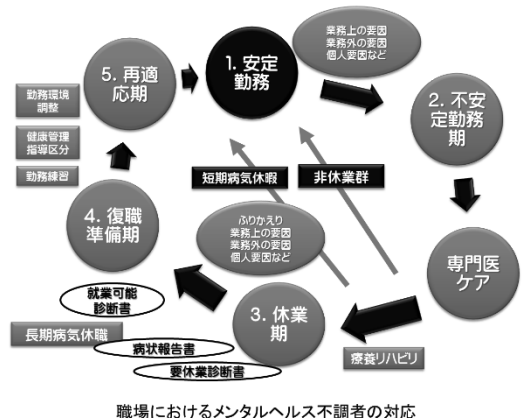 業務上の要因
業務外の要因
個人要因など
1. 安定
勤務
5. 再適
応期
勤務環境
調整
健康管理
指導区分
勤務練習
2. 不安
定勤務
期
短期病気休暇
非休業群
4. 復職
準備期
ふりかえり
業務上の要因
業務外の要因
個人要因など
専門医
ケア
就業可能
診断書
3. 休業
期
長期病気休職
病状報告書
療養リハビリ
要休業診断書
職場におけるメンタルヘルス不調者の対応